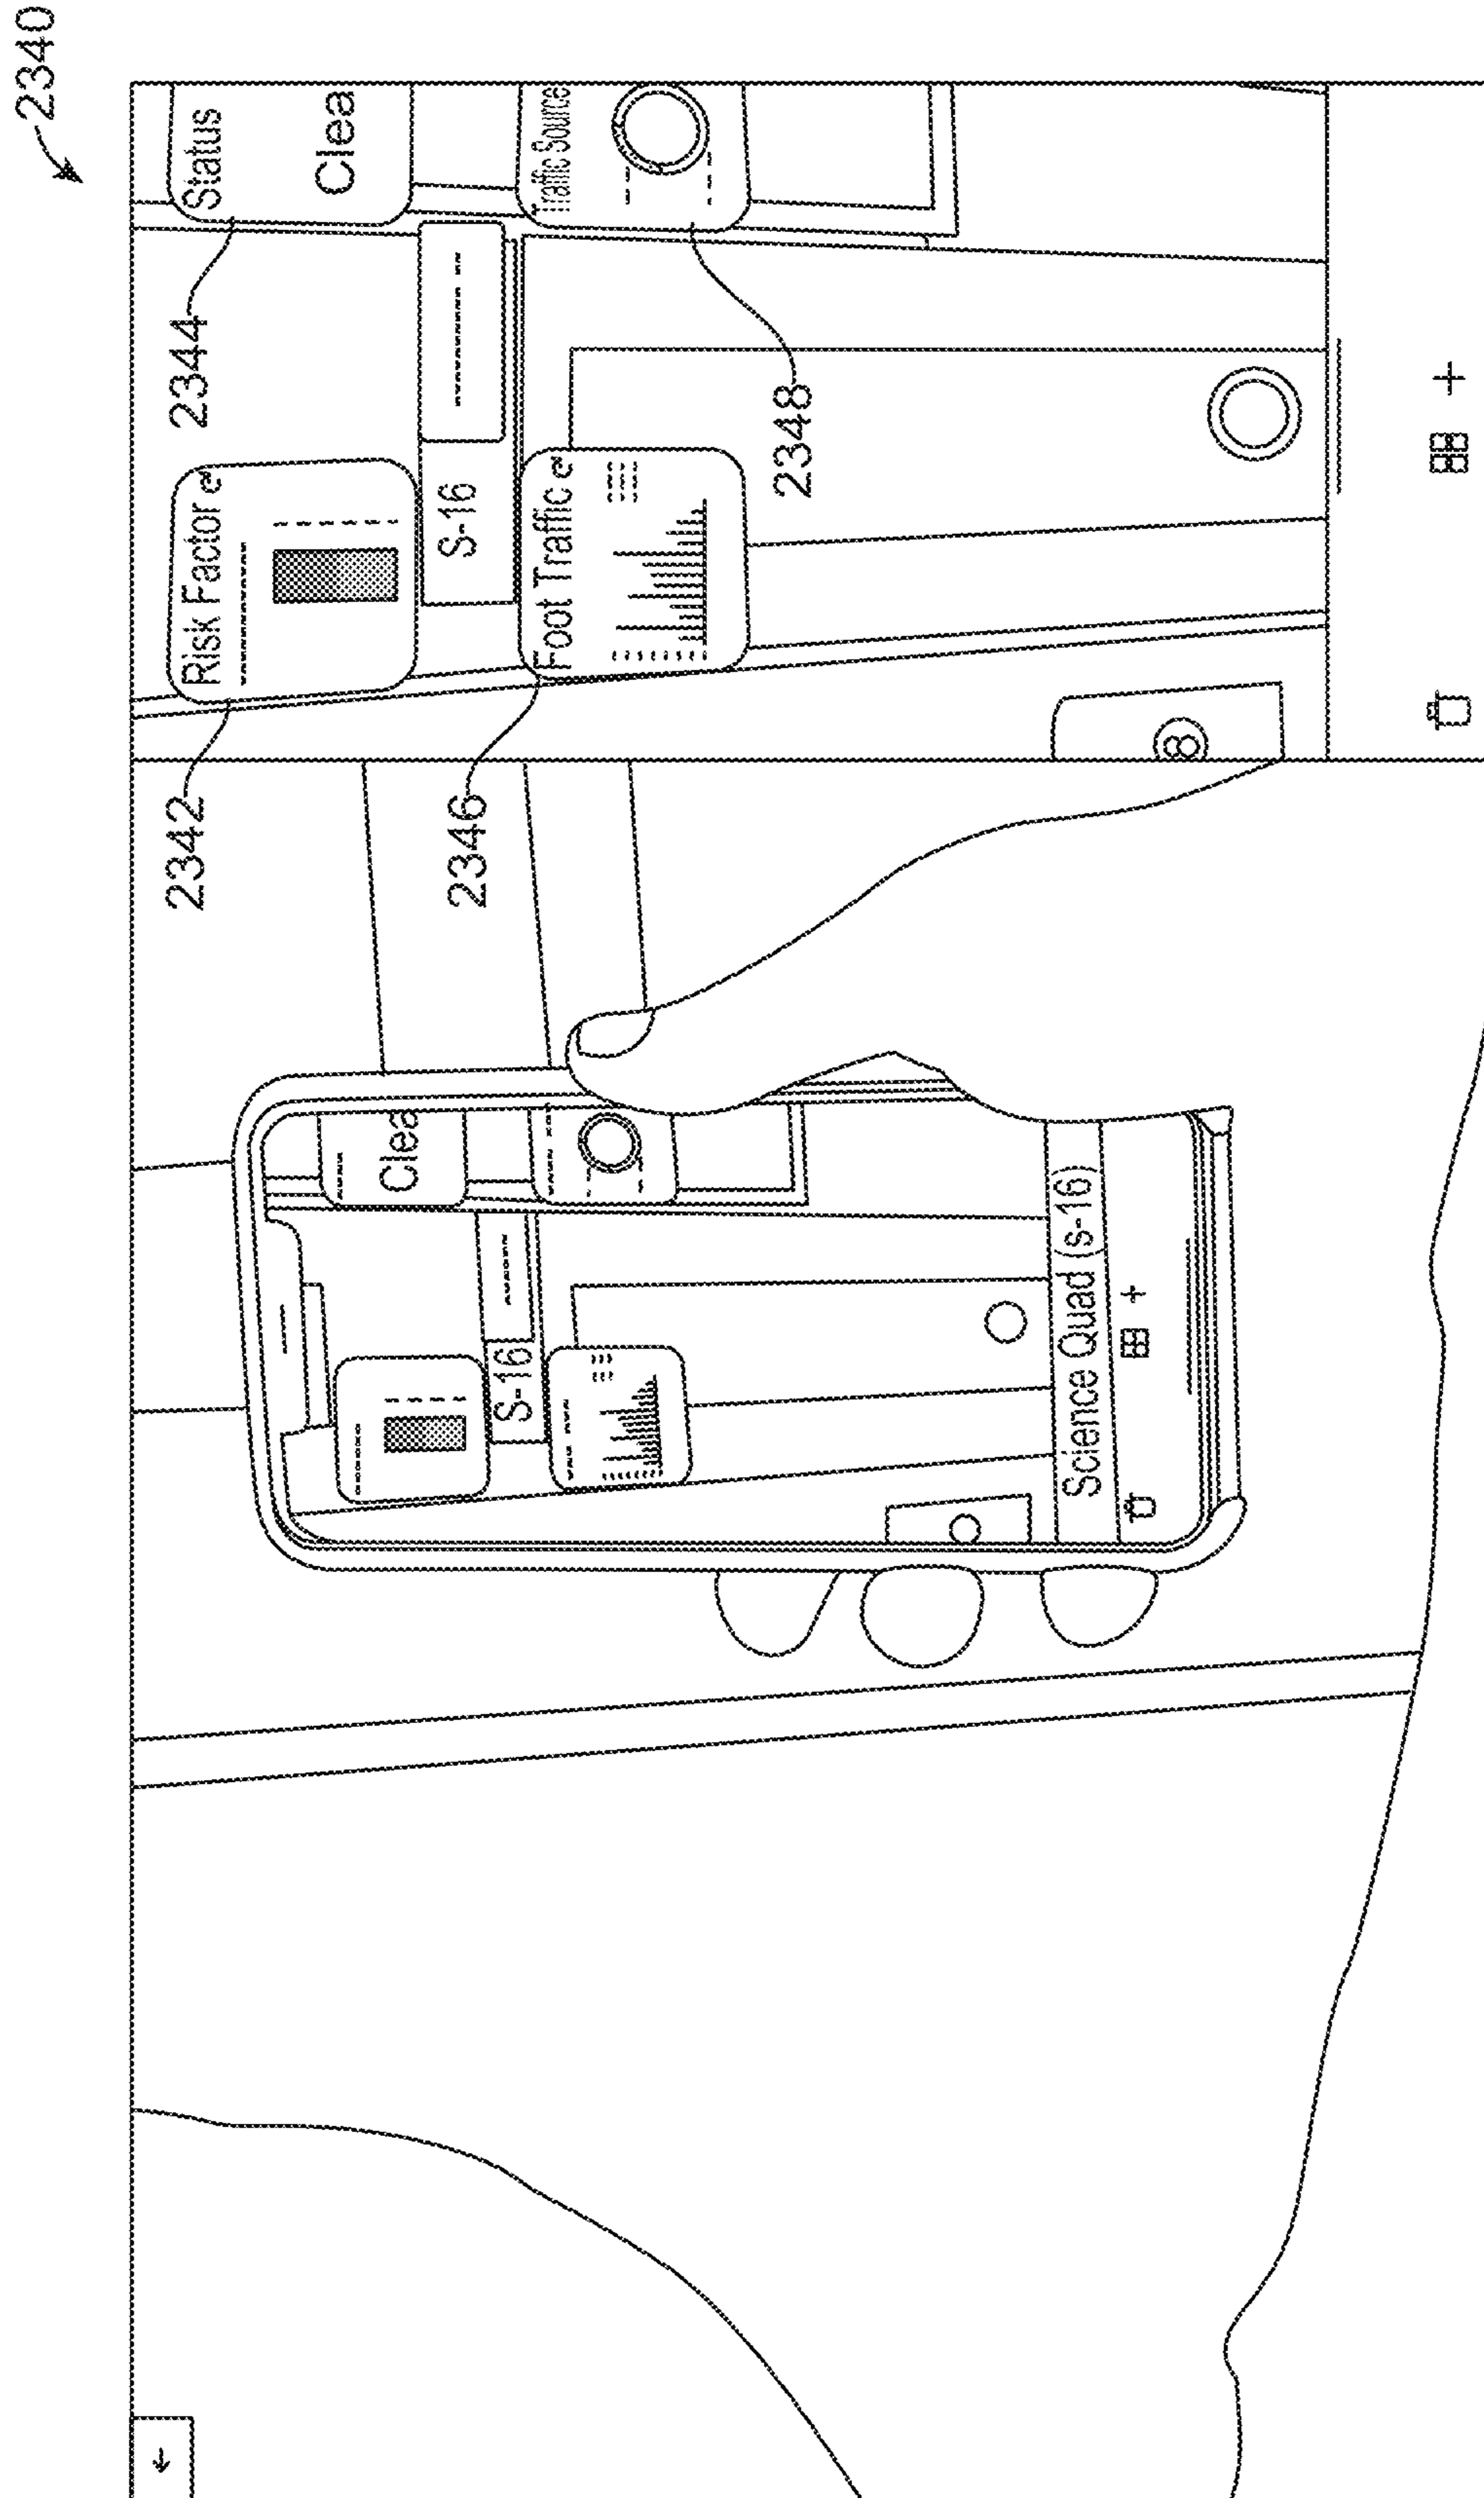 2340
2342
2344
2346
2348
Risk Factor
Status
Clea
S-16
Foot Traffic
Traffic Source
8
Clea
S-16
Science Quad (s-16)